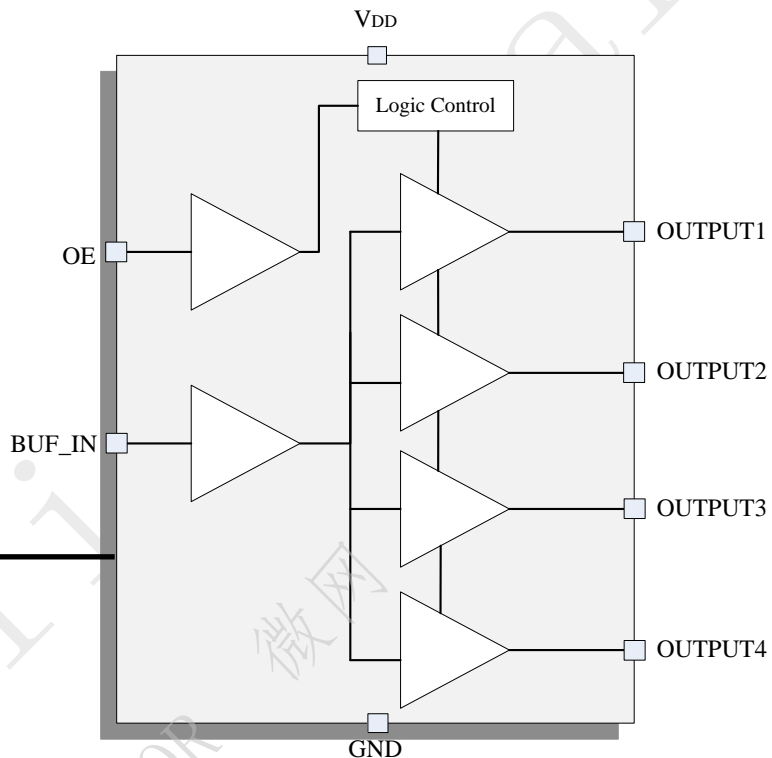 VDD
Logic Control
OUTPUT1
OE
OUTPUT2
BUF_IN
OUTPUT3
微网
OUTPUT4
GND